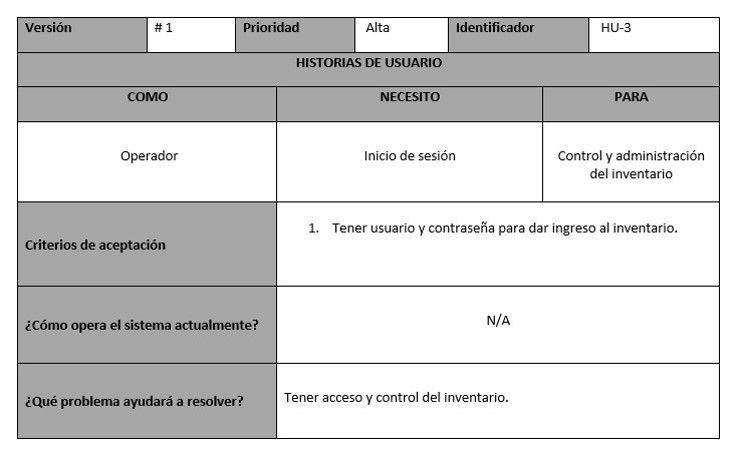 Versión # 1 Prioridad Alta Identificador HU-3
HISTORIAS DE USUARIO
COMO NECESITO PARA
Operador Inicio de sesión Control y administración
del inventario
Criterios de aceptación 1. Tener usuario y contraseña para dar ingreso al inventario.
¿Cómo opera el sistema actualmente? N/A
¿Qué problema ayudará a resolver? Tener acceso y control del inventario.